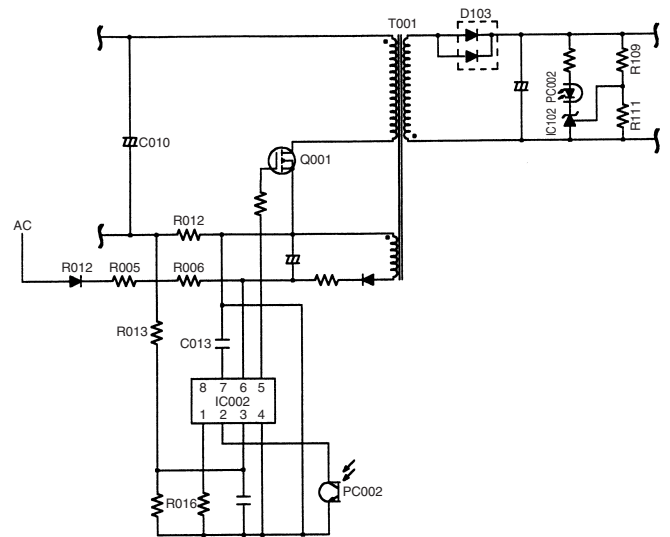 T001
D103
C010
Q001
IC102 PC002
R109
R111
AC
R012
R012
R005
R006
R013
C013
8 7 6 5
IC002
1 2 3 4
R016
PC002